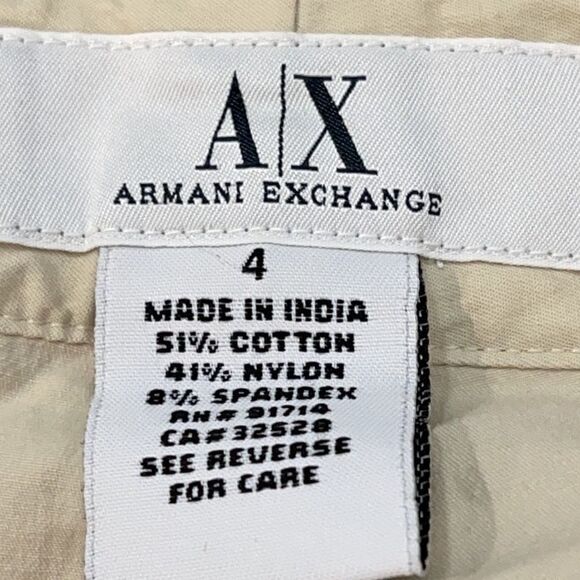 A|X
ARMANI EXCHANGE
4
MADE IN INDIA
51% COTTON
41% NYLON
8% SPANDEX
RN# 91714
CA#32528
SEE REVERSE
FOR CARE